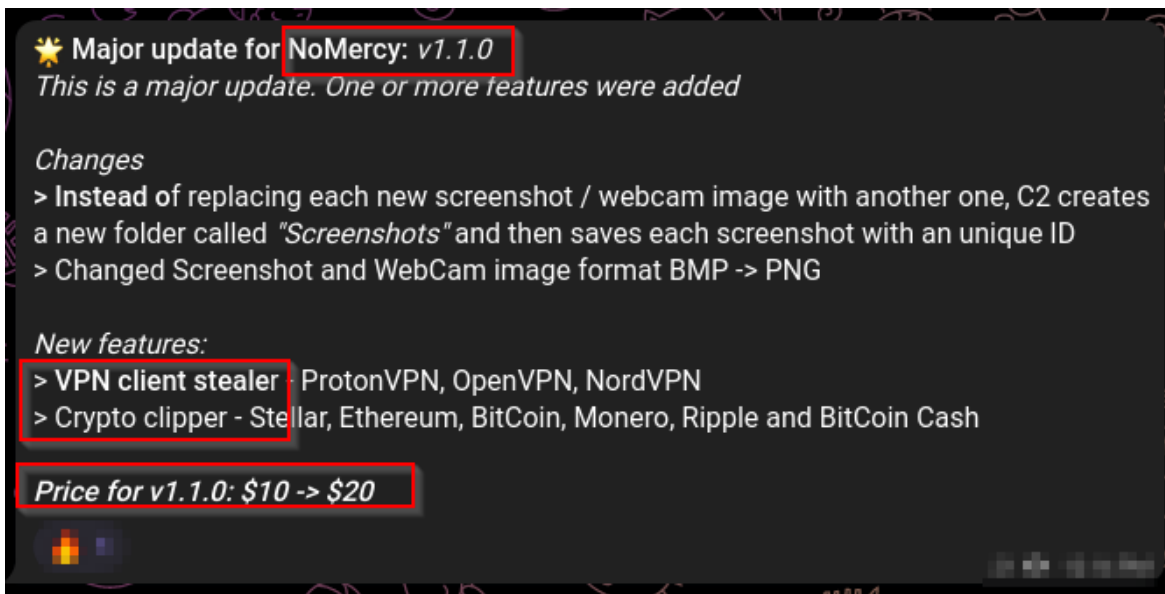 🌟 Major update for NoMercy: v1.1.0
This is a major update. One or more features were added
Changes
> Instead of replacing each new screenshot / webcam image with another one, C2 creates
a new folder called "Screenshots" and then saves each screenshot with an unique ID
> Changed Screenshot and WebCam image format BMP -> PNG
New features:
> VPN client stealer - ProtonVPN, OpenVPN, NordVPN
> Crypto clipper - Stellar, Ethereum, BitCoin, Monero, Ripple and BitCoin Cash
Price for v1.1.0: $10 -> $20